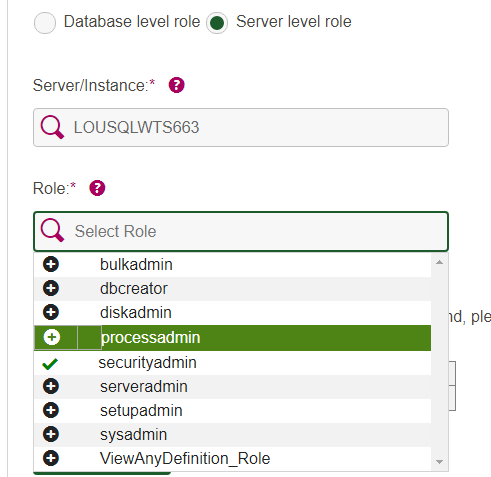 Database level role Server level role
Server/Instance:* ?
LOUSQLWTS663
Role:* ?
Select Role
bulkadmin
dbcreator
diskadmin
nd, ple
processadmin
securityadmin
serveradmin
setupadmin
sysadmin
ViewAnyDefinition_Role